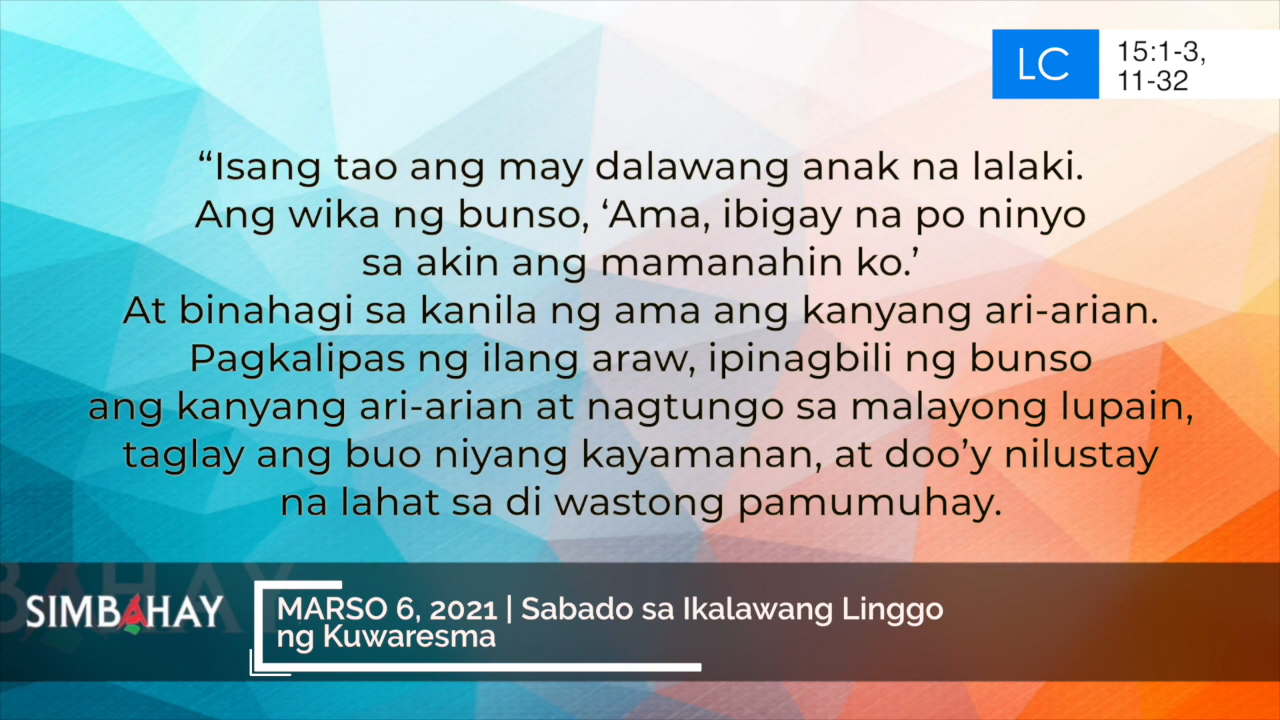 LC
15:1-3,
11-32
“Isang tao ang may dalawang anak na lalaki.
Ang wika ng bunso, ‘Ama, ibigay na po ninyo
sa akin ang mamanahin ko.’
At binahagi sa kanila ng ama ang kanyang ari-arian.
Pagkalipas ng ilang araw, ipinagbili ng bunso
ang kanyang ari-arian at nagtungo sa malayong lupain,
taglay ang buo niyang kayamanan, at doo’y nilustay
na lahat sa di wastong pamumuhay.
SIMBAHAY
MARSO 6, 2021 | Sabado sa Ikalawang Linggo
ng Kuwaresma